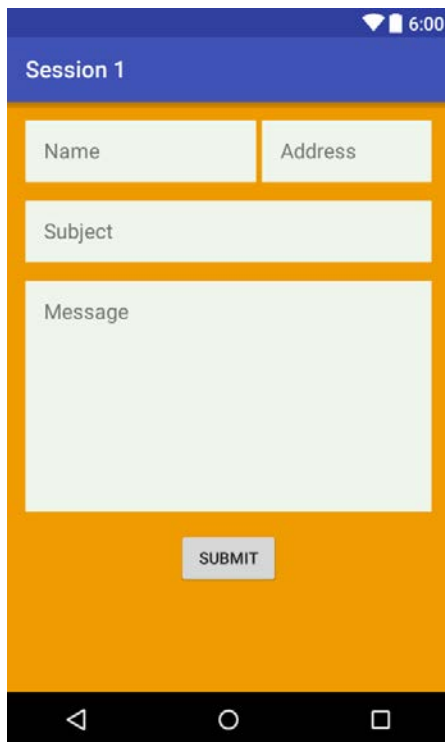 6:00
Session 1
Name Address
Subject
Message
SUBMIT